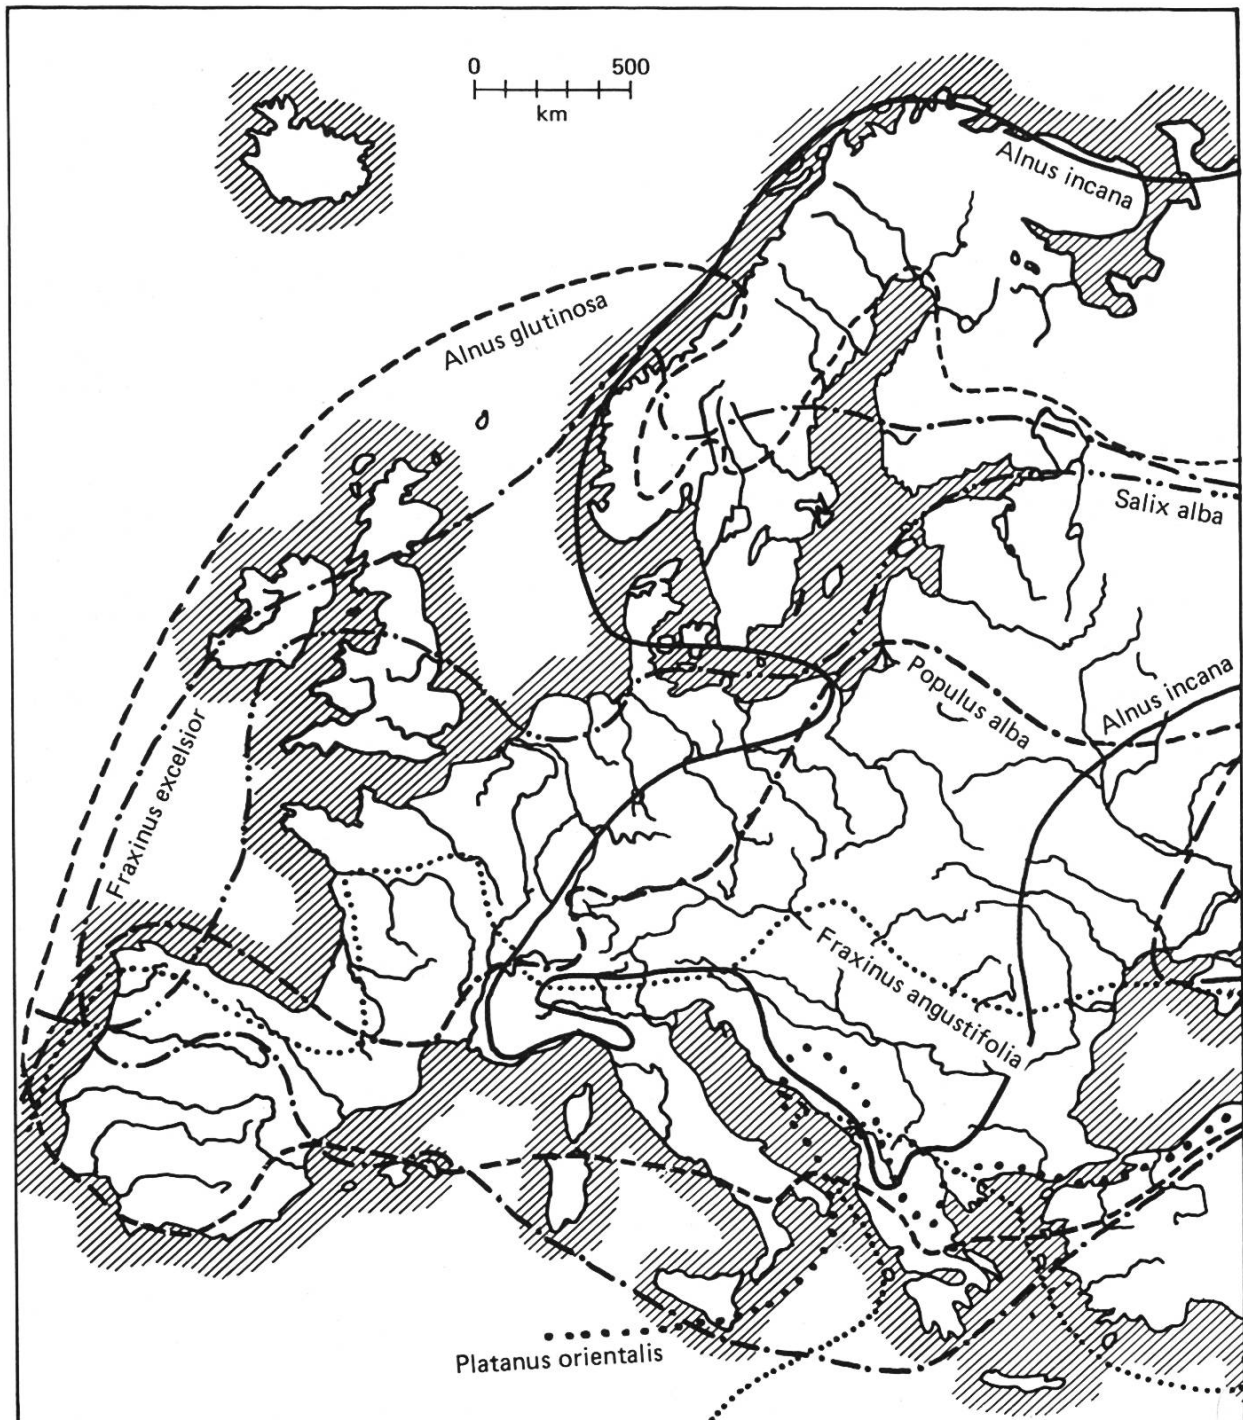 0 500
km
Alnus incana
Alnus glutinosa
Salix alba
Populus alba
Alnus incana
Fraxinus excelsior
Fraxinus angustifolia
Platanus orientalis